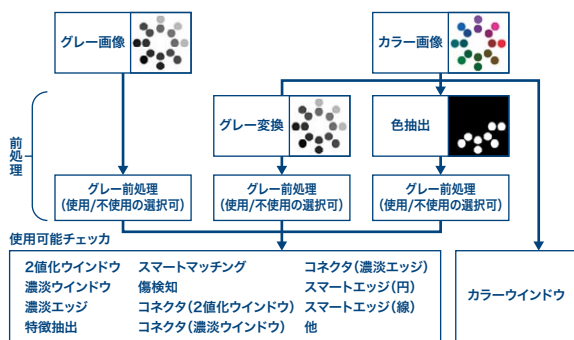 グレー画像
カラー画像
グレー変換
色抽出
前処理
グレー前処理
(使用/不使用の選択可)
グレー前処理
(使用/不使用の選択可)
グレー前処理
(使用/不使用の選択可)
使用可能チェッカ
2値化ウインドウ スマートマッチング コネクタ(濃淡エッジ)
濃淡ウインドウ 傷検知 スマートエッジ(円)
濃淡エッジ コネクタ(2値化ウインドウ) スマートエッジ(線)
特徴抽出 コネクタ(濃淡ウインドウ) 他
カラーウインドウ